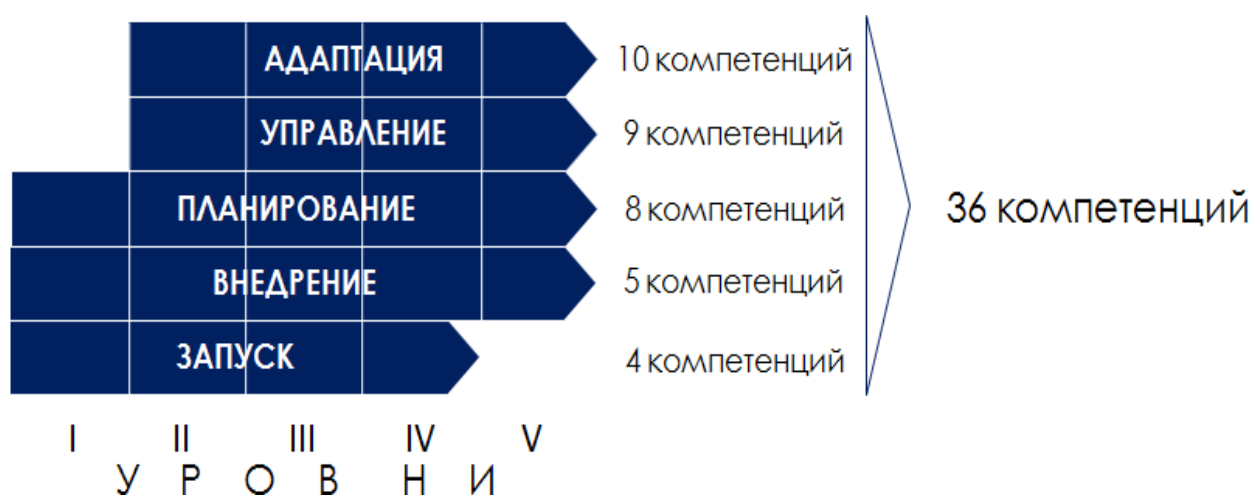 АДАПТАЦИЯ 10 компетенций
УПРАВЛЕНИЕ 9 компетенций
ПЛАНИРОВАНИЕ 8 компетенций 36 компетенций
ВНЕДРЕНИЕ 5 компетенций
ЗАПУСК 4 компетенций
I II III IV V
У Р О В Н И